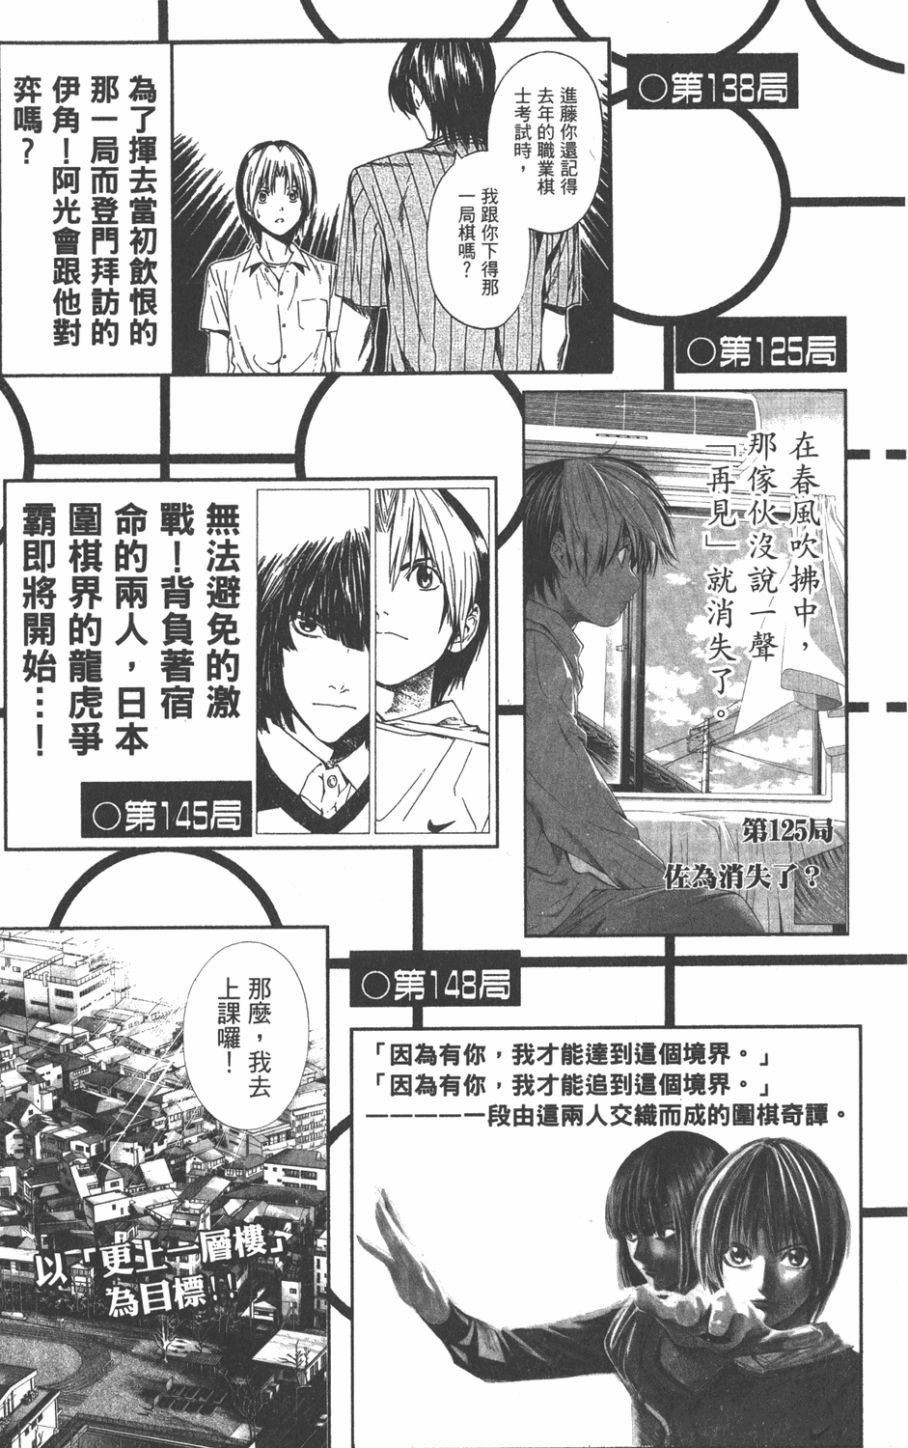 ○第138局
進藤你還記得
去年的職業棋
士考試時，
我跟你下得那
一局棋嗎？
為了揮去當初飲恨的
那一局而登門拜訪的
伊角！阿光會跟他對
弈嗎？
○第125局
在春風吹拂中，
那傢伙沒說一聲
「再見」就消失了。
第125局
佐為消失了？
無法避免的激
戰！背負著宿
命的兩人，日本
圍棋界的龍虎爭
霸即將開始…！
○第145局
○第148局
「因為有你，我才能達到這個境界。」
「因為有你，我才能追到這個境界。」
—————一段由這兩人交織而成的圍棋奇譚。
那麼，我去
上課囉！
以「更上一層樓」
為目標！！